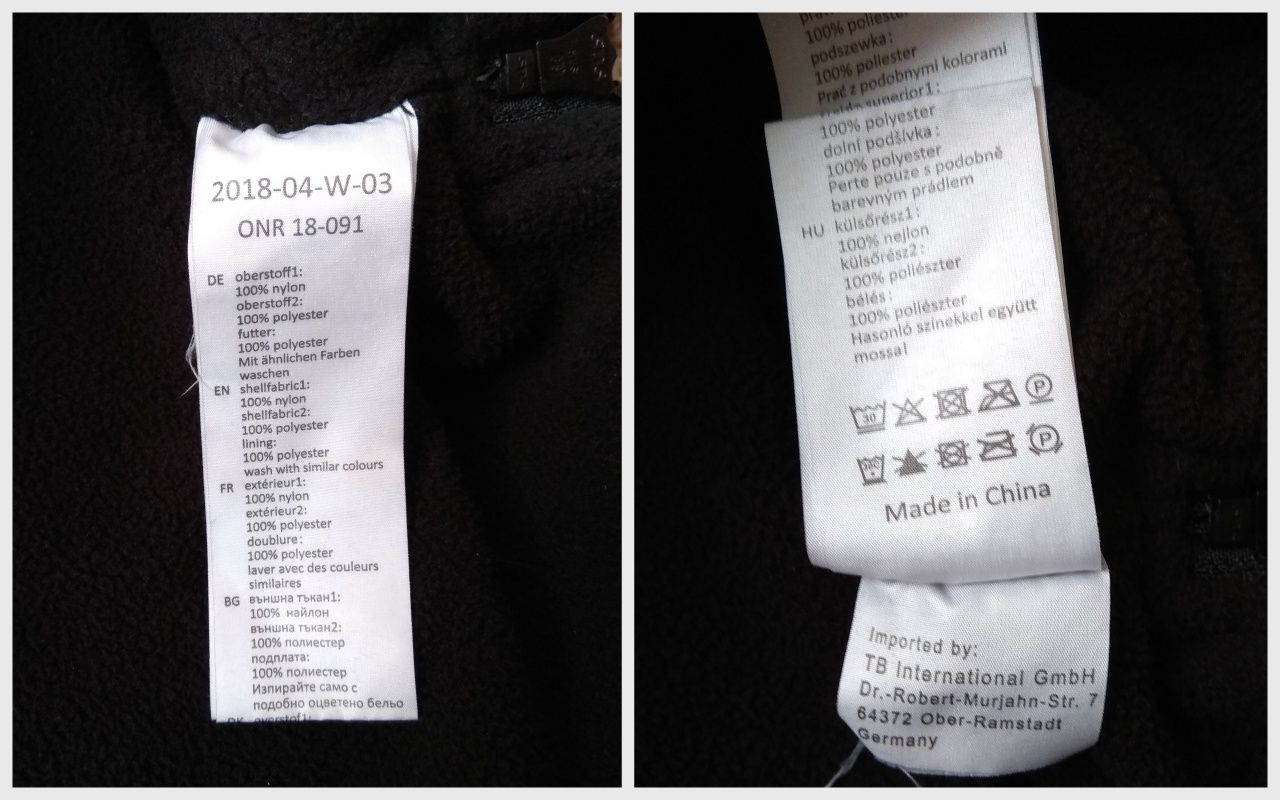 2018-04-W-03
ONR 18-091
DE oberstoff1:
100% nylon
oberstoff2:
100% polyester
futter:
100% polyester
Mit ähnlichen Farben
waschen
EN shellfabric1:
100% nylon
shellfabric2:
100% polyester
lining:
100% polyester
wash with similar colours
FR extérieur1:
100% nylon
extérieur2:
100% polyester
doublure:
100% polyester
laver avec des couleurs
similaires
BG външна тъкан1:
100% найлон
външна тъкан2:
100% полиестер
подплата:
100% полиестер
Изпирайте само с
подобно оцветено бельо
100% poliester
podszewka:
100% poliester
Prać z podobnymi kolorami
superior1:
100% polyester
dolní podšívka:
100% polyester
Perte pouze s podobně
barevným prádlem
HU külsőrész1:
100% nejlon
külsőrész2:
100% poliészter
bélés:
100% poliészter
Hasonló színekkel együtt
mossal
30
P
P
Made in China
Imported by:
TB International GmbH
Dr.-Robert-Murjahn-Str. 7
64372 Ober-Ramstadt
Germany